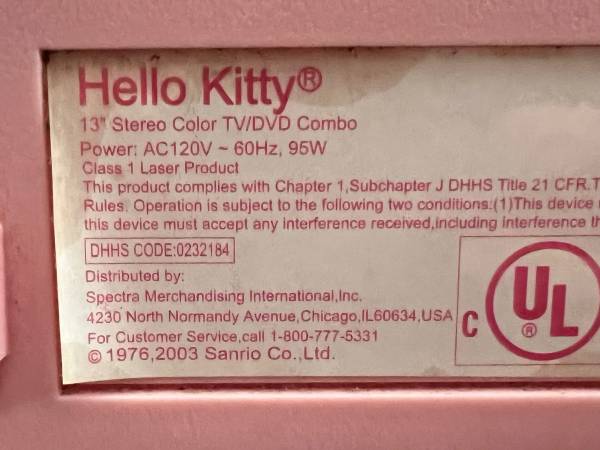 Hello Kitty®
13" Stereo Color TV/DVD Combo
Power: AC120V ~ 60Hz, 95W
Class 1 Laser Product
This product complies with Chapter 1,Subchapter J DHHS Title 21 CFR.T
Rules. Operation is subject to the following two conditions:(1)This device
this device must accept any interference received,including interference th
DHHS CODE:0232184
Distributed by:
Spectra Merchandising International,Inc.
4230 North Normandy Avenue,Chicago,IL60634,USA
For Customer Service,call 1-800-777-5331
© 1976,2003 Sanrio Co.,Ltd.
C UL ®